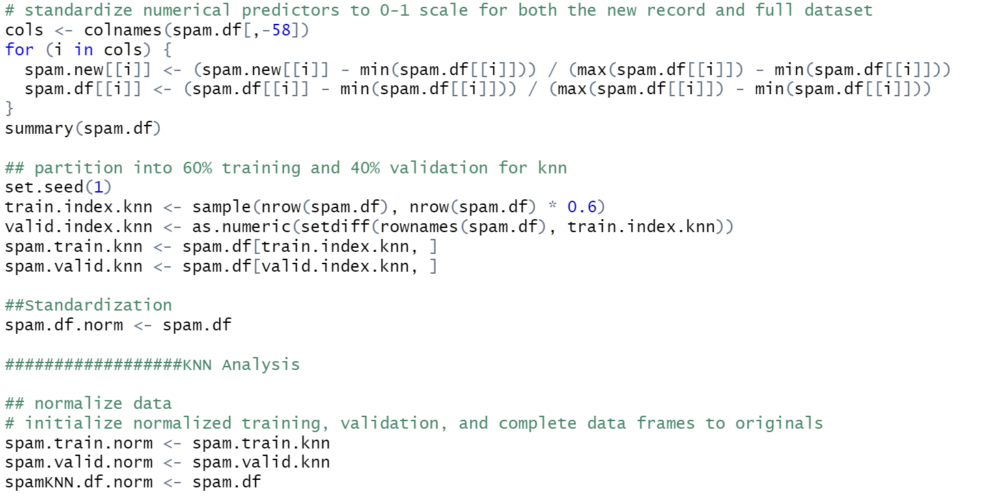 # standardize numerical predictors to 0-1 scale for both the new record and full dataset
cols <- colnames(spam.df[,-58])
for (i in cols) {
  spam.new[[i]] <- (spam.new[[i]] - min(spam.df[[i]])) / (max(spam.df[[i]]) - min(spam.df[[i]]))
  spam.df[[i]] <- (spam.df[[i]] - min(spam.df[[i]])) / (max(spam.df[[i]]) - min(spam.df[[i]]))
}
summary(spam.df)

## partition into 60% training and 40% validation for knn
set.seed(1)
train.index.knn <- sample(nrow(spam.df), nrow(spam.df) * 0.6)
valid.index.knn <- as.numeric(setdiff(rownames(spam.df), train.index.knn))
spam.train.knn <- spam.df[train.index.knn, ]
spam.valid.knn <- spam.df[valid.index.knn, ]

##Standardization
spam.df.norm <- spam.df

##################KNN Analysis

## normalize data
# initialize normalized training, validation, and complete data frames to originals
spam.train.norm <- spam.train.knn
spam.valid.norm <- spam.valid.knn
spamKNN.df.norm <- spam.df